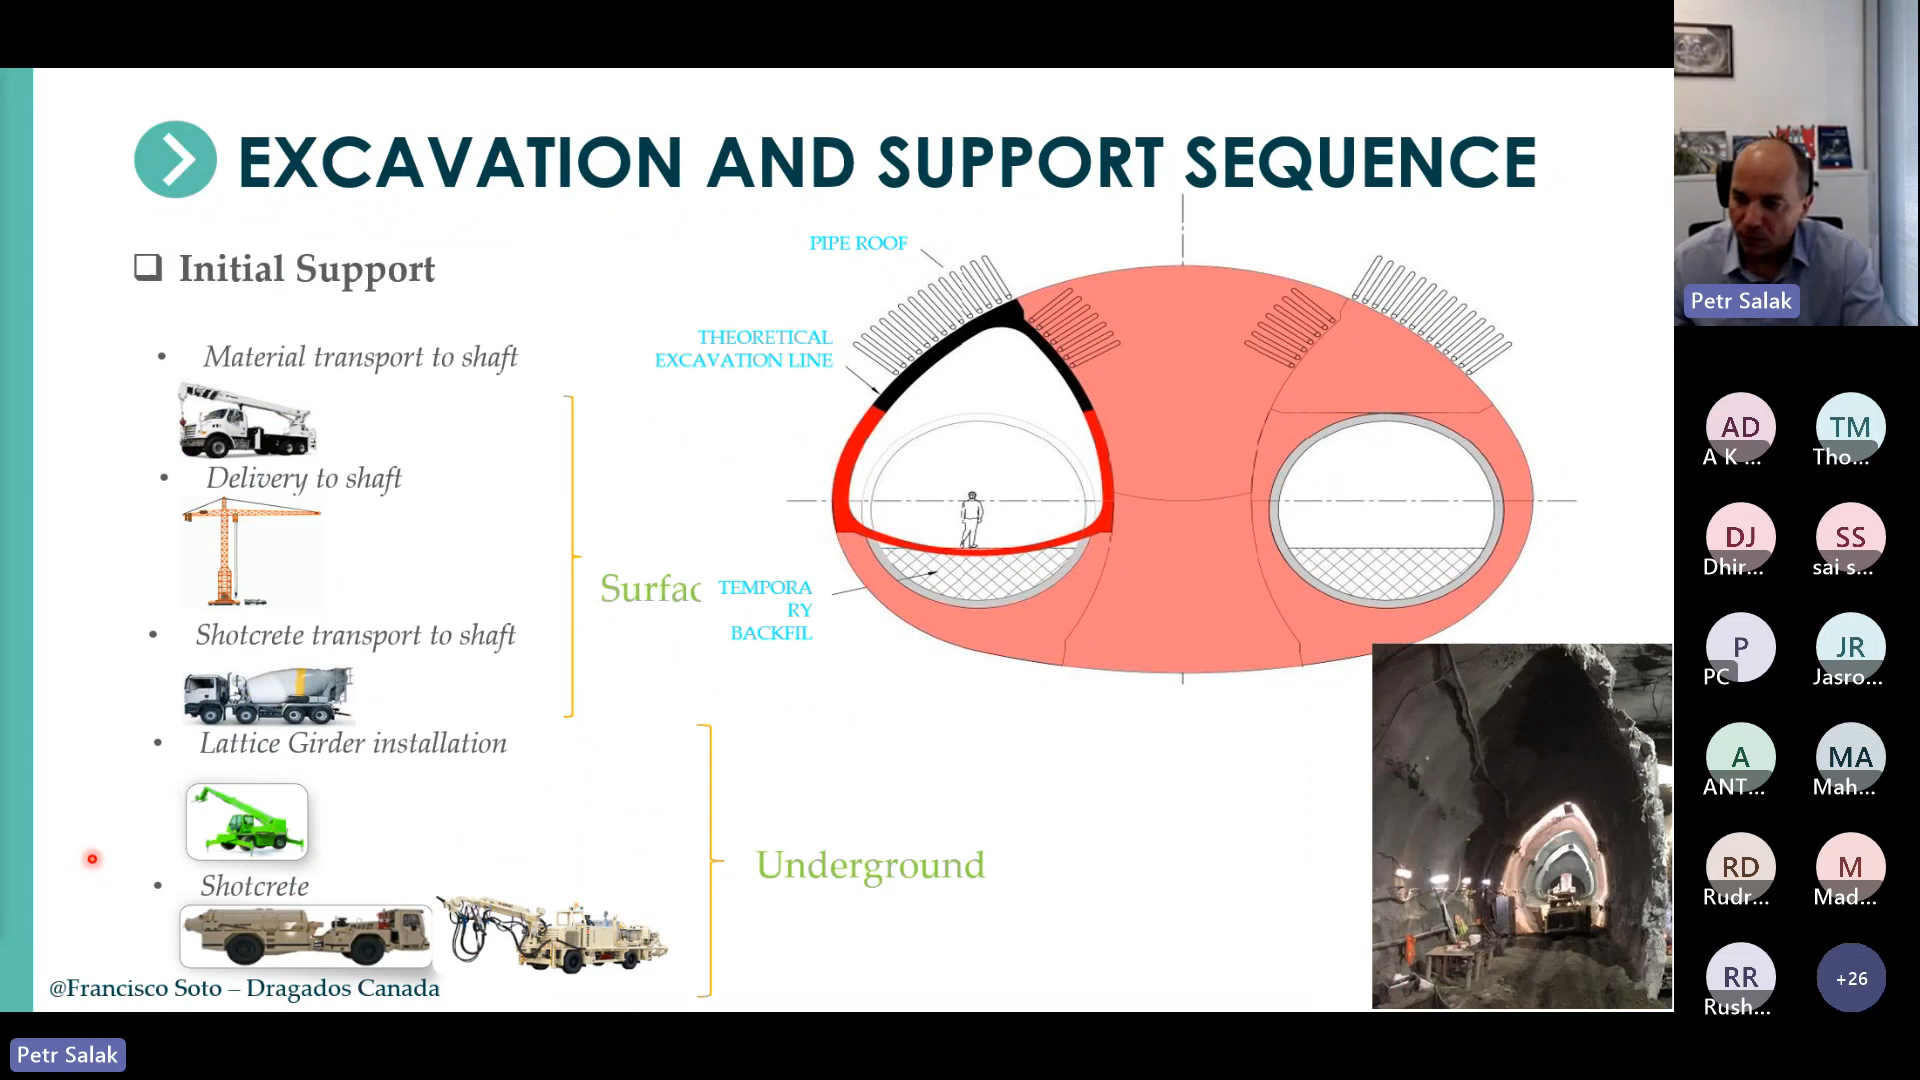 EXCAVATION AND SUPPORT SEQUENCE
Initial Support
Material transport to shaft
Delivery to shaft
Shotcrete transport to shaft
Lattice Girder installation
Shotcrete
@Francisco Soto – Dragados Canada
Surfac
Underground
PIPE ROOF
THEORETICAL
EXCAVATION LINE
TEMPORA
RY
BACKFIL
Petr Salak
AD
A K ...
TM
Tho...
DJ
Dhir...
SS
sai s...
P
PC
JR
Jasro...
A
ANT...
MA
Mah...
RD
Rudr...
M
Mad...
RR
Rush...
+26
Petr Salak